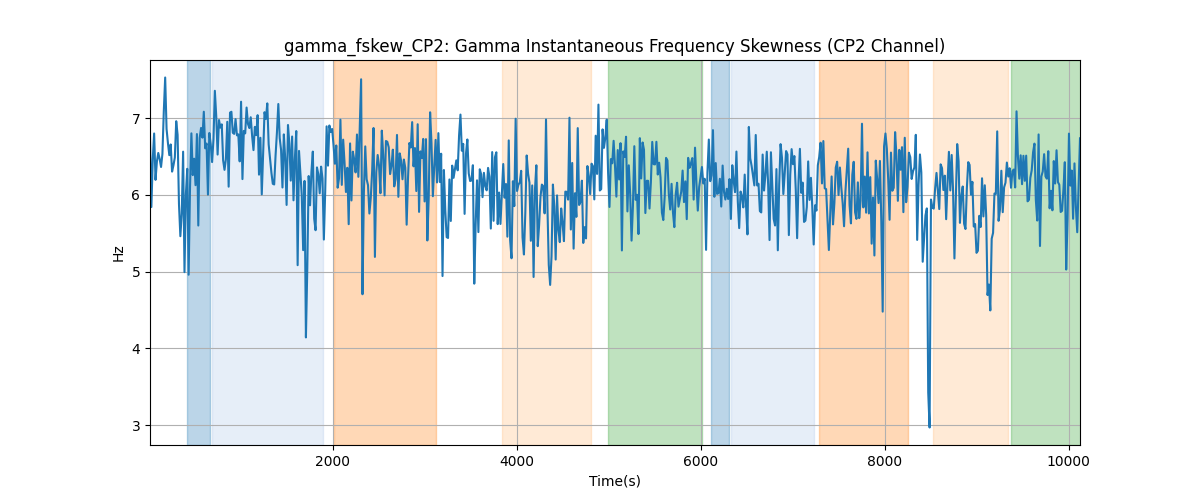 gamma_fskew_CP2: Gamma Instantaneous Frequency Skewness (CP2 Channel)
7
6
5
4
3
Hz
2000 4000 6000 8000 10000
Time(s)